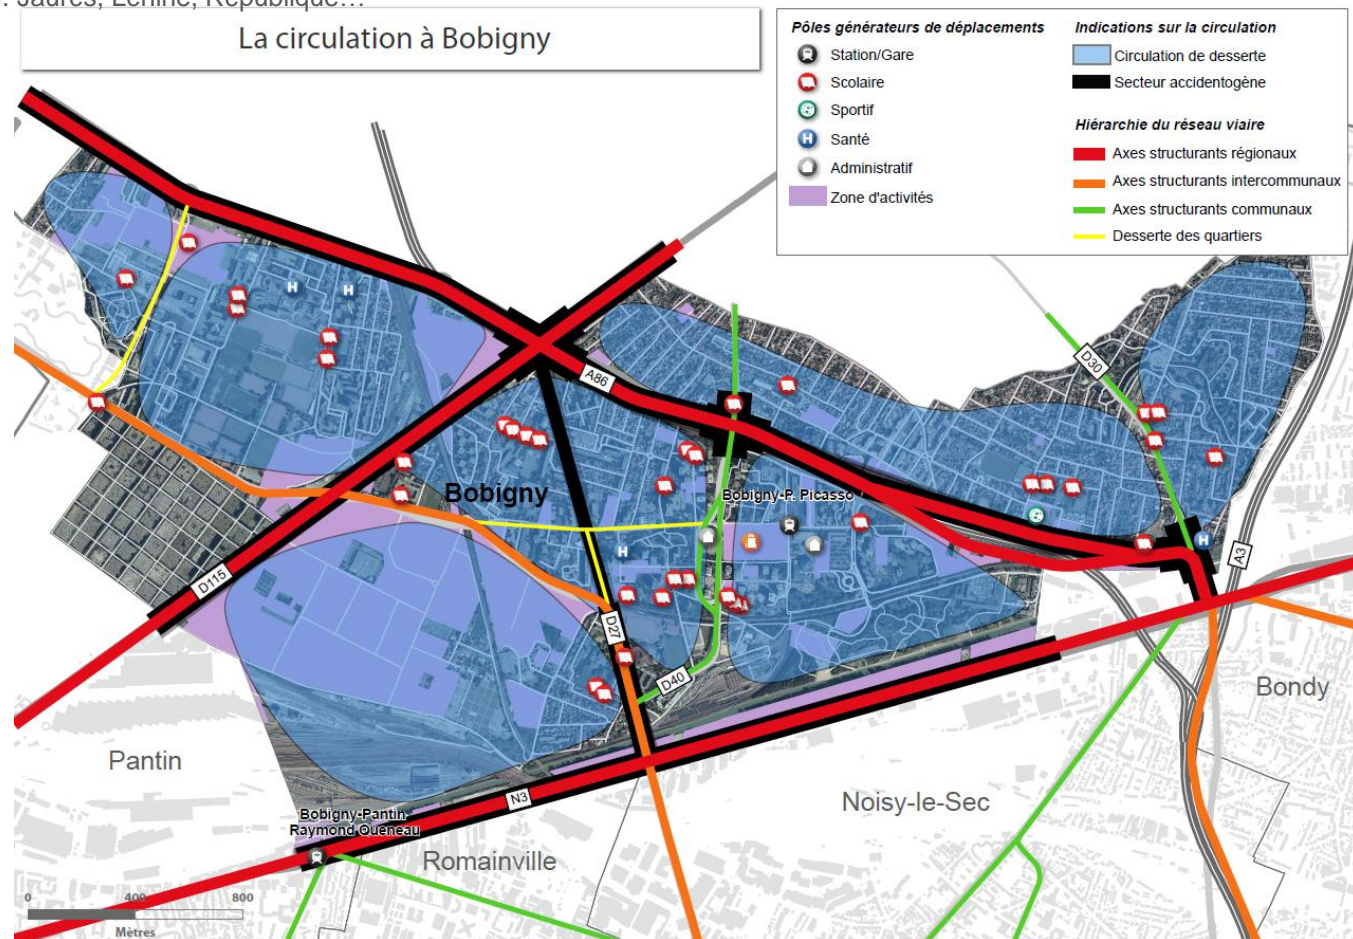 : Jaurès, Lénine, République…
La circulation à Bobigny
Pôles générateurs de déplacements
Station/Gare
Scolaire
Sportif
Santé
Administratif
Zone d'activités
Indications sur la circulation
Circulation de desserte
Secteur accidentogène
Hiérarchie du réseau viaire
Axes structurants régionaux
Axes structurants intercommunaux
Axes structurants communaux
Desserte des quartiers
H
H
D30
A86
Bobigny
Bobigny-P. Picasso
H
H
A3
D115
D27
D40
Bondy
Pantin
N3
Noisy-le-Sec
Bobigny-Pantin
Raymond Queneau
Romainville
0 400 800
Mètres